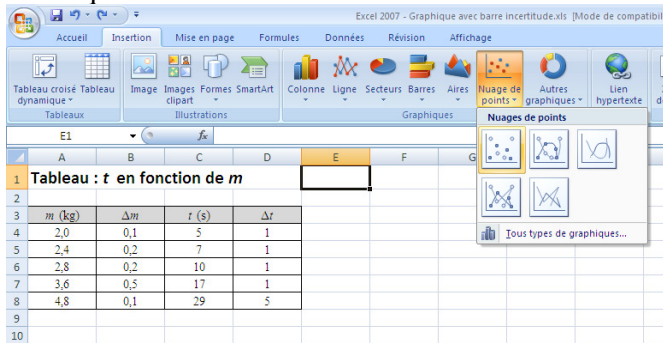 Excel 2007 - Graphique avec barre incertitude.xls [Mode de compatibil
Accueil Insertion Mise en page Formules Données Révision Affichage
Tableau croisé dynamique Tableau Image Images clipart Formes SmartArt Colonne Ligne Secteurs Barres Aires Nuage de points Autres graphiques Lien hypertexte
Tableaux Illustrations Graphiques
Nuages de points
E1 fx
A B C D E F G
1 Tableau : t en fonction de m
2
3 m (kg) Δm t (s) Δt
4 2,0 0,1 5 1
5 2,4 0,2 7 1
6 2,8 0,2 10 1
7 3,6 0,5 17 1
8 4,8 0,1 29 5
9
10
Tous types de graphiques...